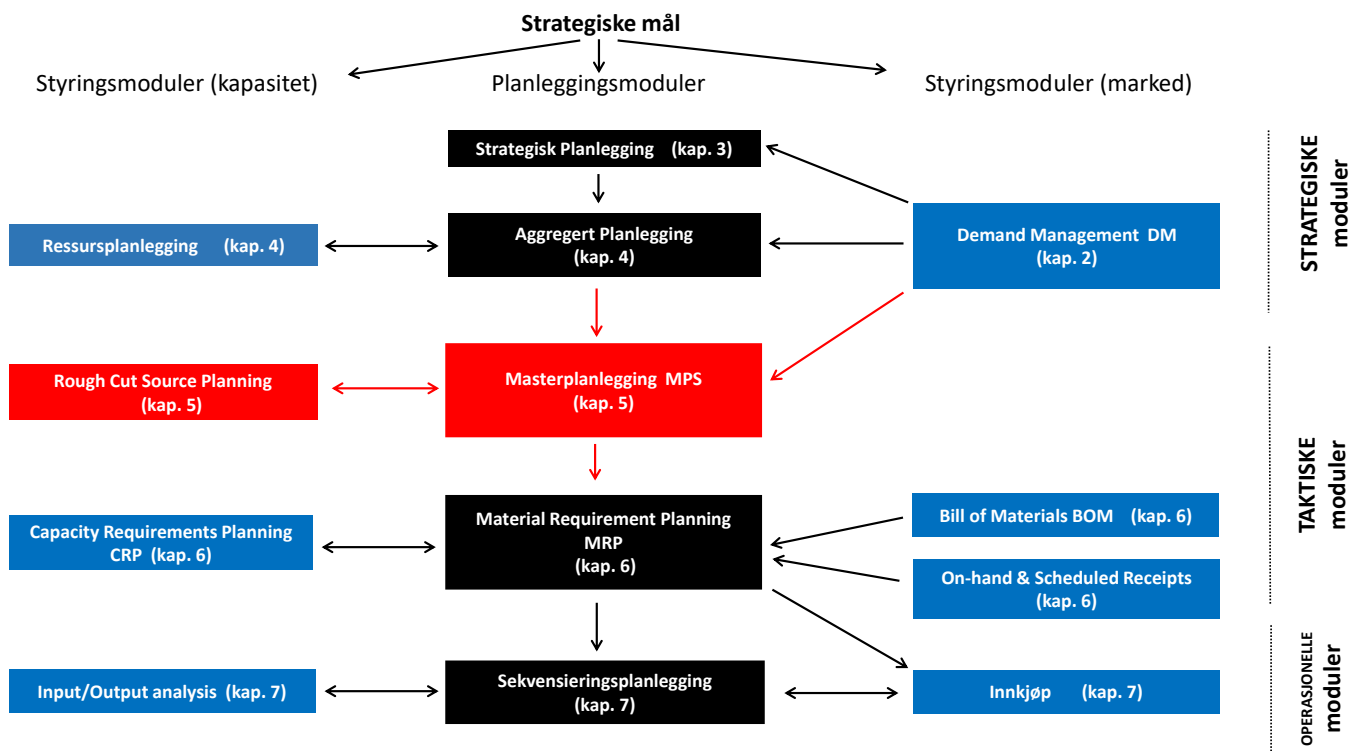 Strategiske mål
Styringsmoduler (kapasitet)
Planleggingsmoduler
Styringsmoduler (marked)
Strategisk Planlegging (kap. 3)
Ressursplanlegging (kap. 4)
Aggregert Planlegging
(kap. 4)
Demand Management DM
(kap. 2)
STRATEGISKE
moduler
Rough Cut Source Planning
(kap. 5)
Masterplanlegging MPS
(kap. 5)
Capacity Requirements Planning
CRP (kap. 6)
Material Requirement Planning
MRP
(kap. 6)
Bill of Materials BOM (kap. 6)
On-hand & Scheduled Receipts
(kap. 6)
TAKTISKE
moduler
Input/Output analysis (kap. 7)
Sekvensieringsplanlegging
(kap. 7)
Innkjøp (kap. 7)
OPERASJONELLE
moduler